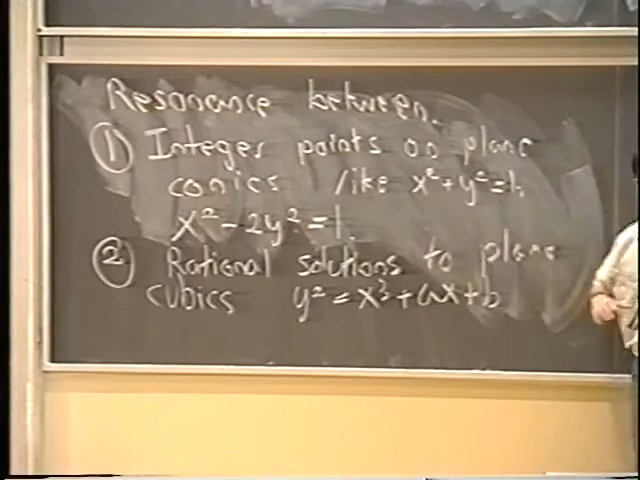 Resonance between.
① Integer points on plane
conics like x² + y² = 1,
x² - 2y² = 1.
② Rational solutions to plane
cubics y² = x³ + ax + b